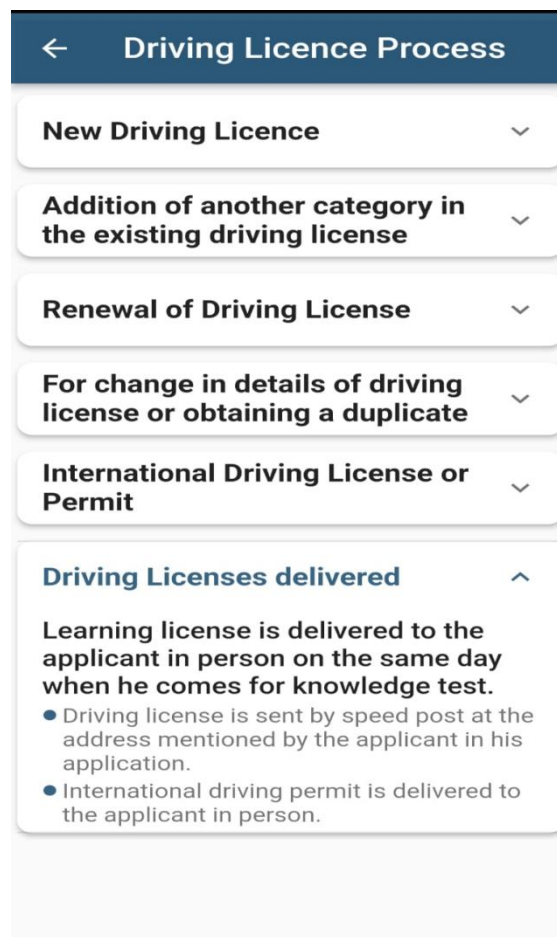 Driving Licence Process
New Driving Licence
Addition of another category in
the existing driving license
Renewal of Driving License
For change in details of driving
license or obtaining a duplicate
International Driving License or
Permit
Driving Licenses delivered
Learning license is delivered to the
applicant in person on the same day
when he comes for knowledge test.
Driving license is sent by speed post at the
address mentioned by the applicant in his
application.
International driving permit is delivered to
the applicant in person.